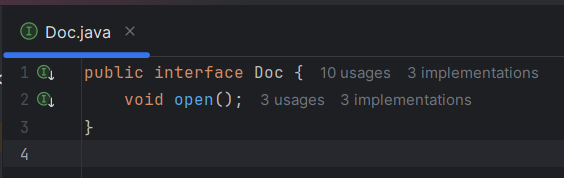 Doc.java
1 public interface Doc { 10 usages 3 implementations
2 void open(); 3 usages 3 implementations
3 }
4